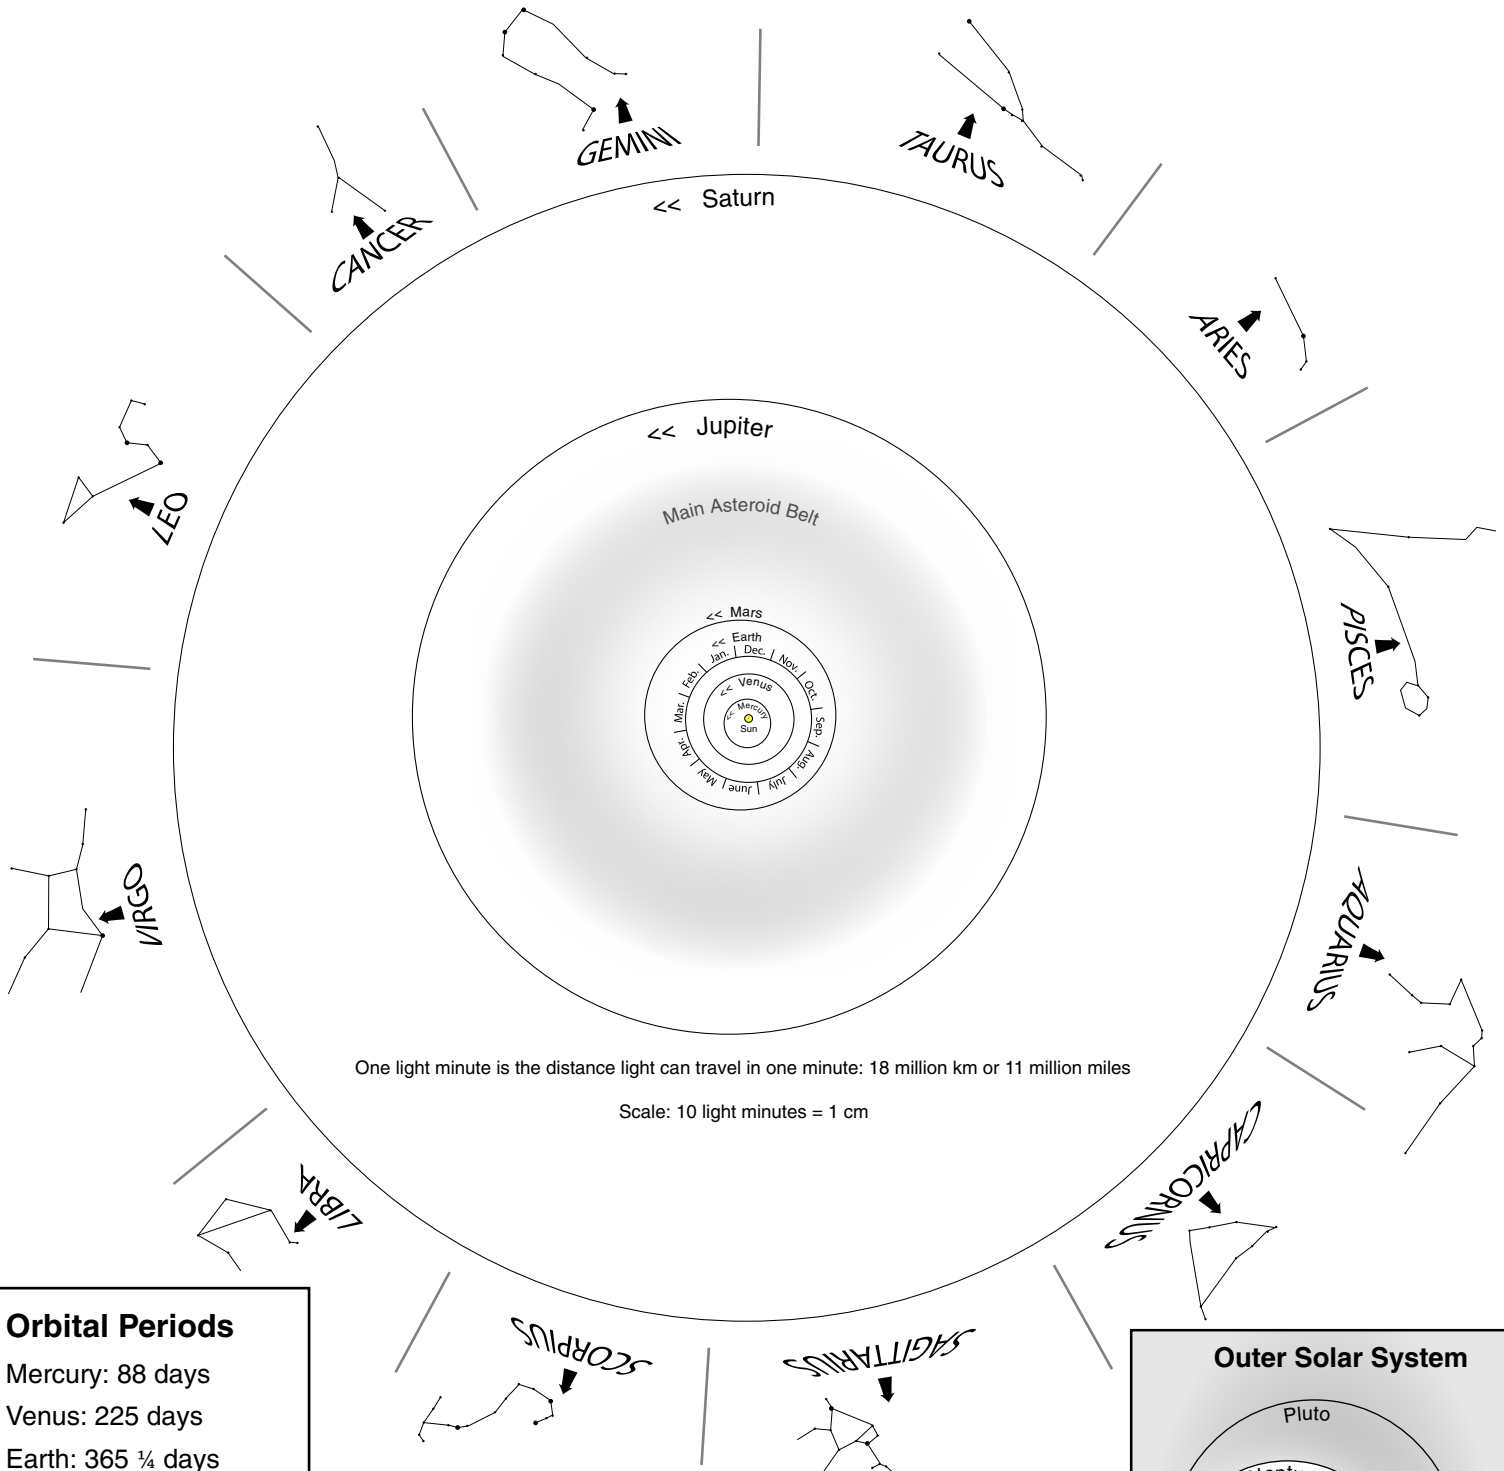 GEMINI
TAURUS
CANCER
<< Saturn
ARIES
LEO
<< Jupiter
Main Asteroid Belt
PISCES
<< Mars
<< Earth
Jan. | Dec. | Nov. | Oct. | Sep. | Aug. | July | June | May | Apr. | Mar. | Feb. |
<< Venus
<< Mercury
Sun
VIRGO
AQUARIUS
One light minute is the distance light can travel in one minute: 18 million km or 11 million miles
Scale: 10 light minutes = 1 cm
CAPRICORNUS
LIBRA
SCORPIUS
SAGITTARIUS
Orbital Periods
Mercury: 88 days
Venus: 225 days
Earth: 365 ¼ days
Outer Solar System
Pluto